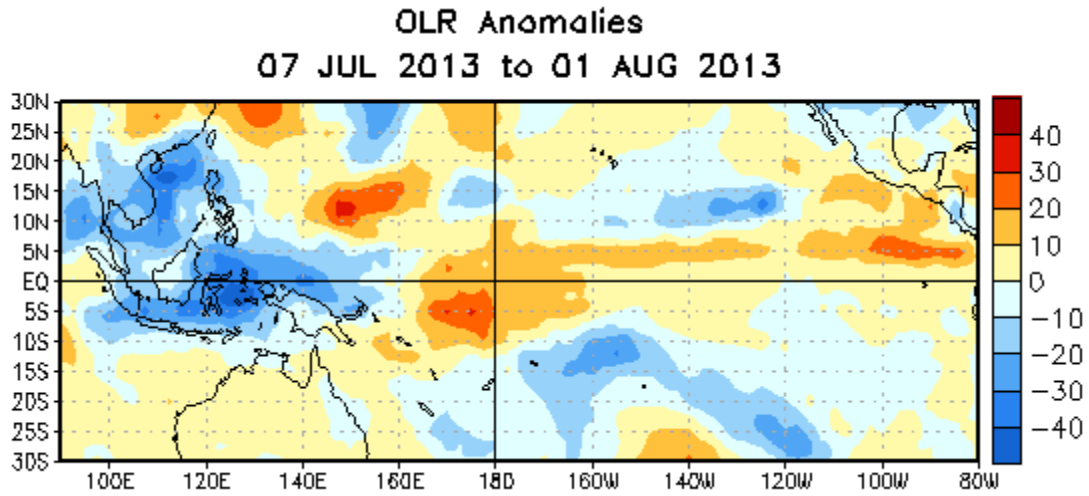 OLR Anomalies
07 JUL 2013 to 01 AUG 2013
30N
25N
20N
15N
10N
5N
EQ
5S
10S
15S
20S
25S
30S
100E 120E 140E 160E 180 160W 140W 120W 100W 80W
40
30
20
10
0
-10
-20
-30
-40